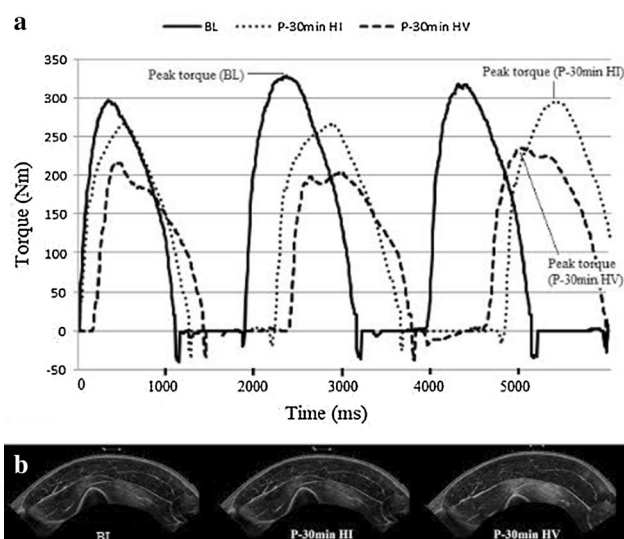 a
BL P-30min HI P-30min HV
350
300
250
200
150
100
50
0
-50
Torque (Nm)
Peak torque (BL)
Peak torque (P-30min HI)
Peak torque
(P-30min HV)
0 1000 2000 3000 4000 5000
Time (ms)
b
BL P-30min HI P-30min HV